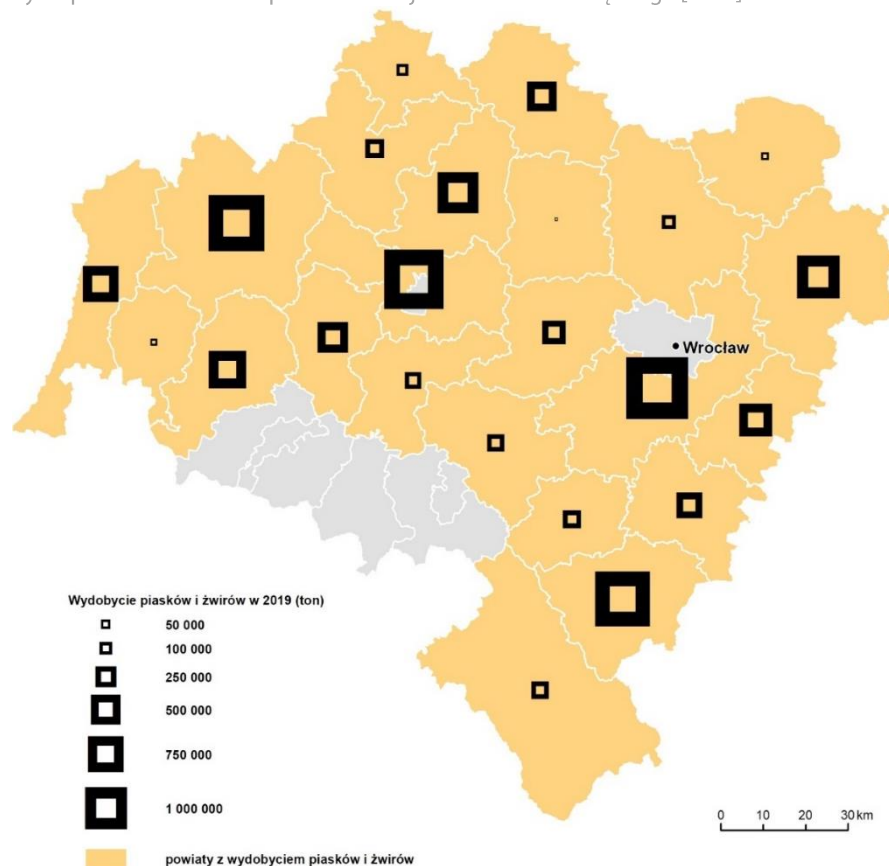 Wrocław
Wydobycie piasków i żwirów w 2019 (ton)
50 000
100 000
250 000
500 000
750 000
1 000 000
powiaty z wydobyciem piasków i żwirów
0 10 20 30 km